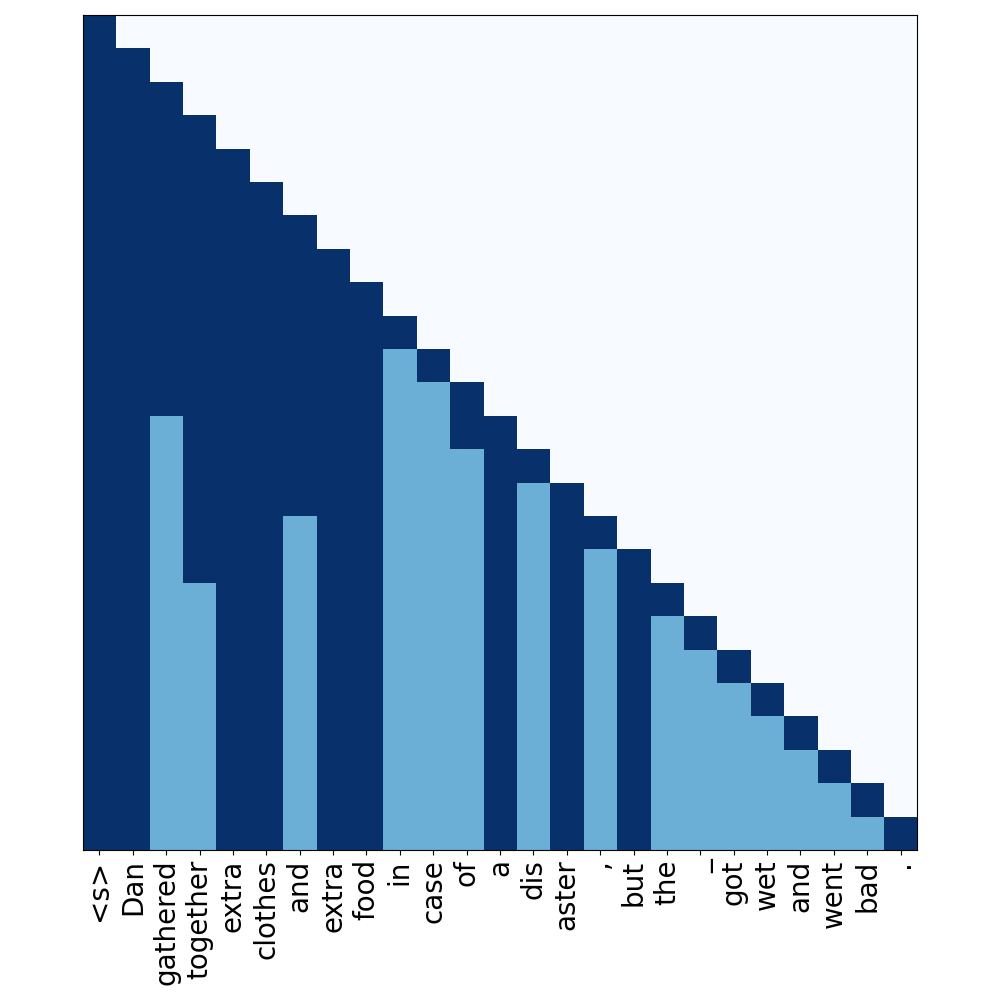 <s> Dan gathered together extra clothes and extra food in case of a dis aster , but the _ got wet and went bad .